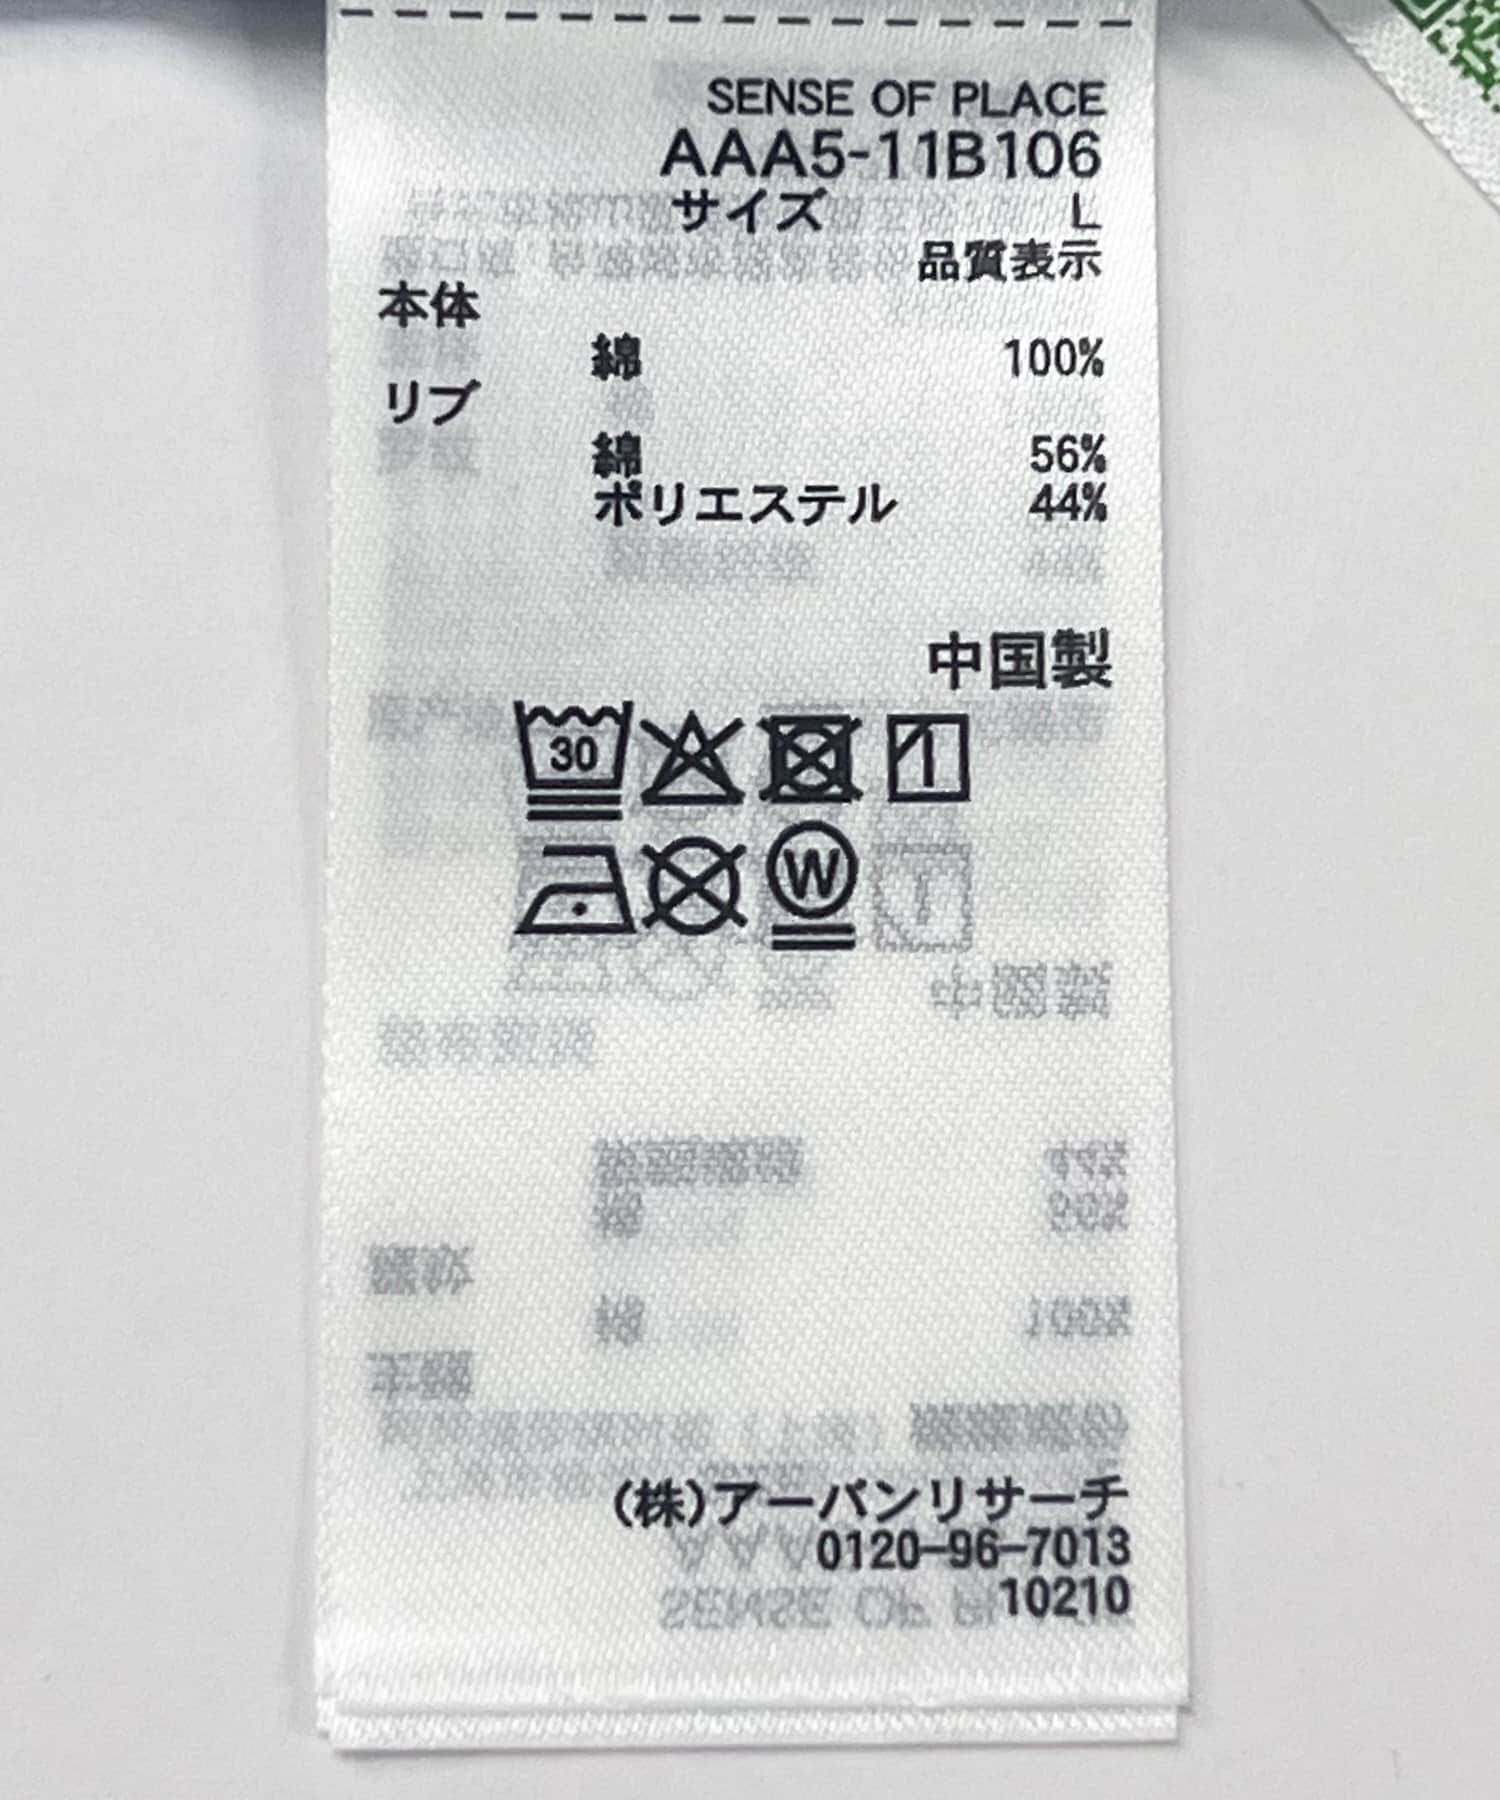 SENSE OF PLACE
AAA5-11B106
サイズ L
品質表示
本体
綿 100%
リブ
綿 56%
ポリエステル 44%
中国製
30
W
(株)アーバンリサーチ
0120-96-7013
10210